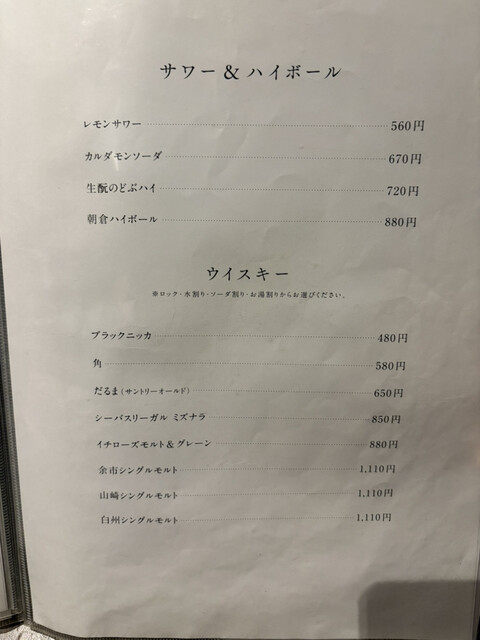 サワー & ハイボール
レモンサワー 560円
カルダモンソーダ 670円
生酛のどぶハイ 720円
朝倉ハイボール 880円
ウイスキー
※ロック・水割り・ソーダ割り・お湯割りからお選びください。
ブラックニッカ 480円
角 580円
だるま(サントリーオールド) 650円
シーバスリーガル ミズナラ 850円
イチローズモルト&グレーン 880円
余市シングルモルト 1,110円
山崎シングルモルト 1,110円
白州シングルモルト 1,110円